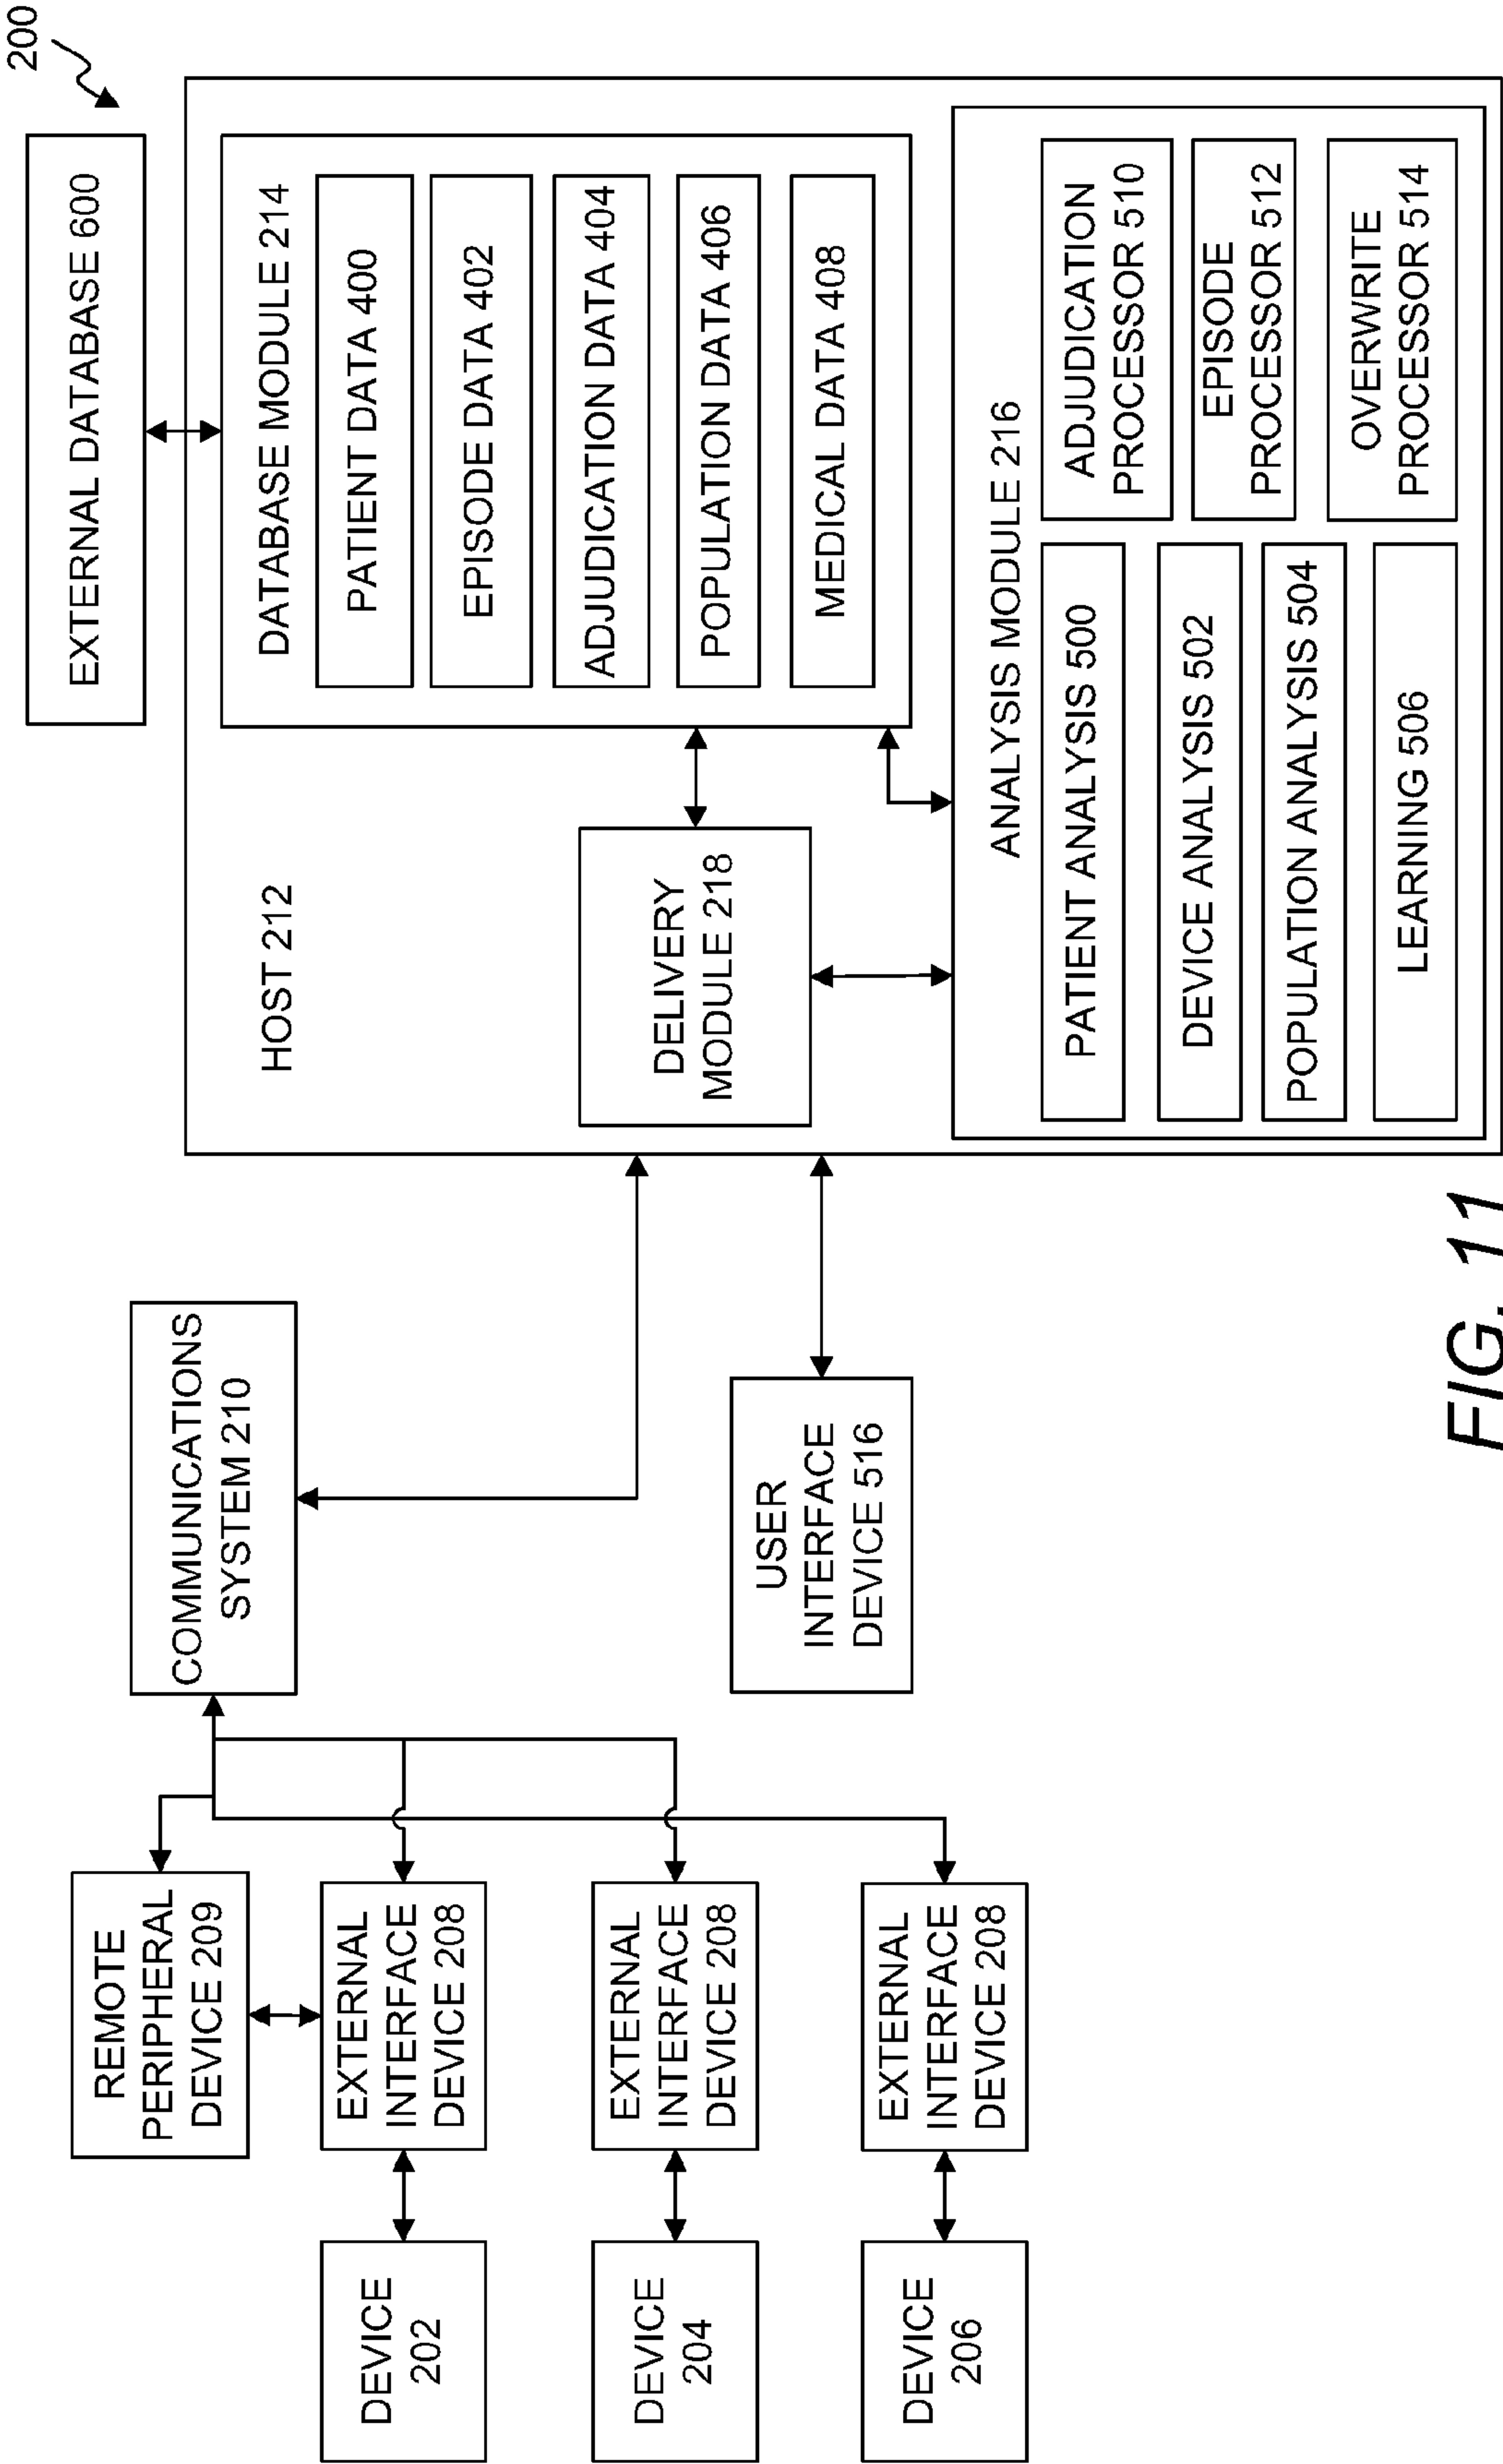 200
EXTERNAL DATABASE 600
HOST 212
DATABASE MODULE 214
PATIENT DATA 400
EPISODE DATA 402
ADJUDICATION DATA 404
POPULATION DATA 406
MEDICAL DATA 408
DELIVERY
MODULE 218
ANALYSIS MODULE 216
PATIENT ANALYSIS 500
DEVICE ANALYSIS 502
POPULATION ANALYSIS 504
LEARNING 506
ADJUDICATION
PROCESSOR 510
EPISODE
PROCESSOR 512
OVERWRITE
PROCESSOR 514
COMMUNICATIONS
SYSTEM 210
USER
INTERFACE
DEVICE 516
REMOTE
PERIPHERAL
DEVICE 209
EXTERNAL
INTERFACE
DEVICE 208
EXTERNAL
INTERFACE
DEVICE 208
EXTERNAL
INTERFACE
DEVICE 208
DEVICE
202
DEVICE
204
DEVICE
206
FIG. 11